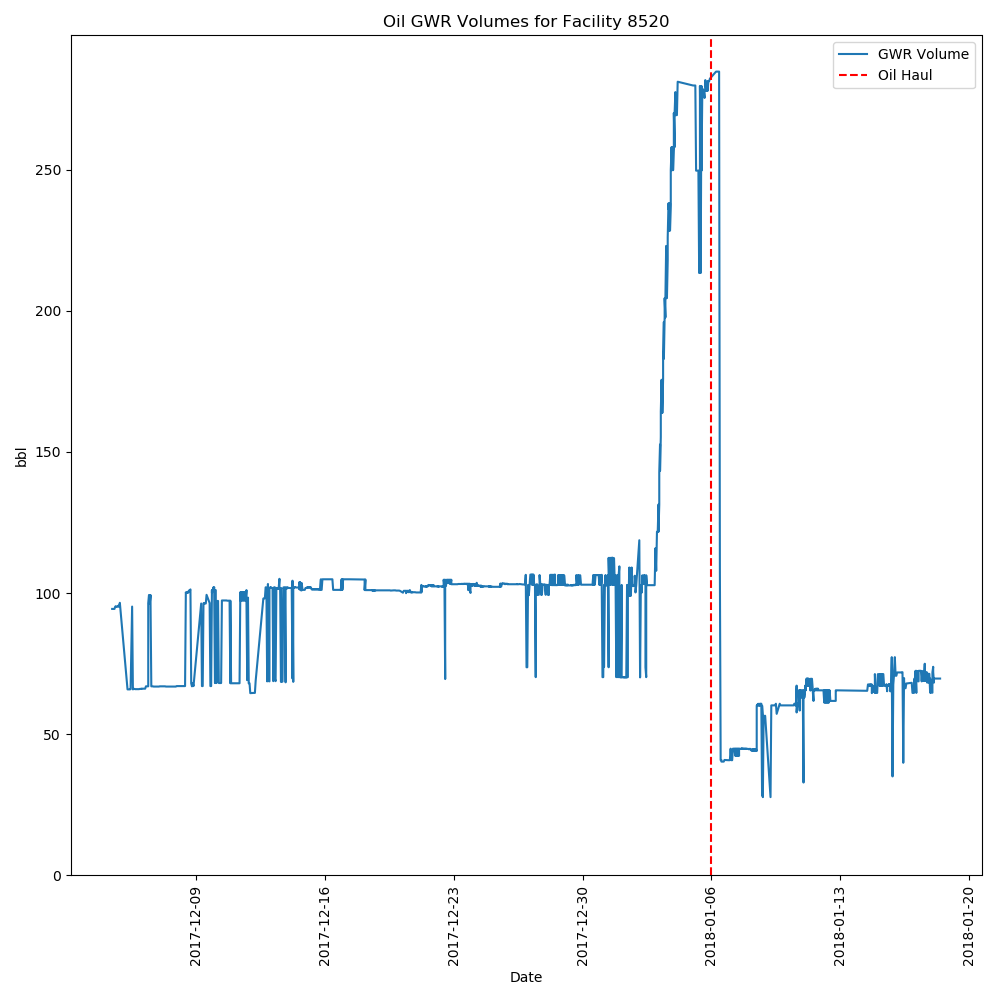 Oil GWR Volumes for Facility 8520
GWR Volume
Oil Haul
250
200
150
100
50
0
bbl
2017-12-09
2017-12-16
2017-12-23
2017-12-30
2018-01-06
2018-01-13
2018-01-20
Date